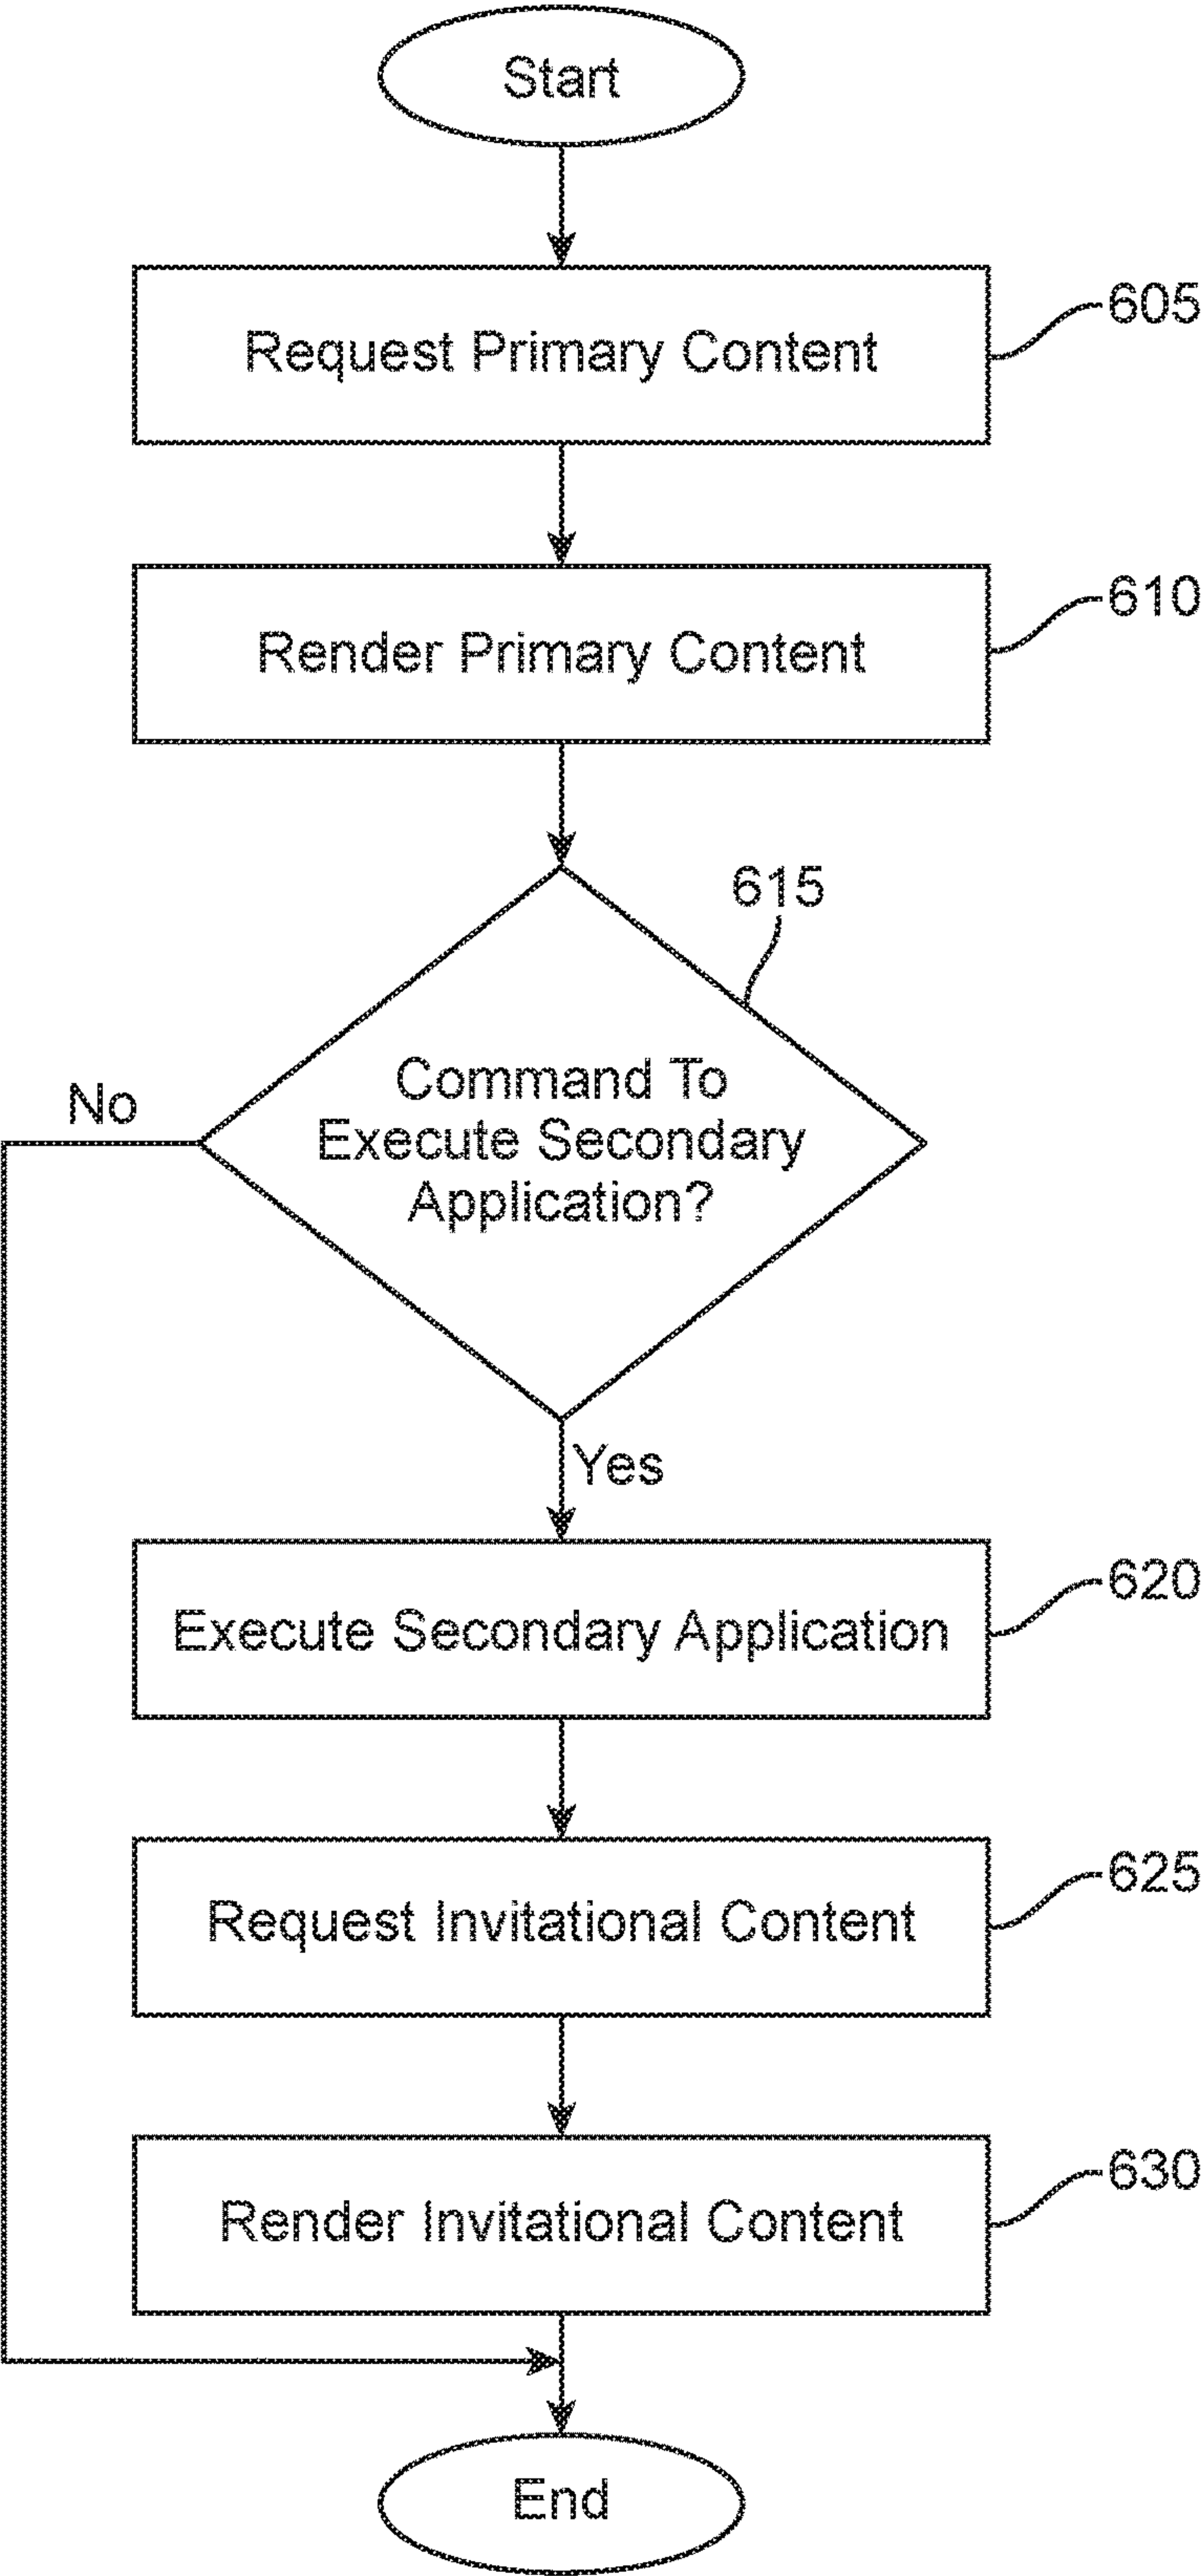 Start
Request Primary Content
605
Render Primary Content
610
615
Command To
Execute Secondary
Application?
No
Yes
Execute Secondary Application
620
Request Invitational Content
625
Render Invitational Content
630
End